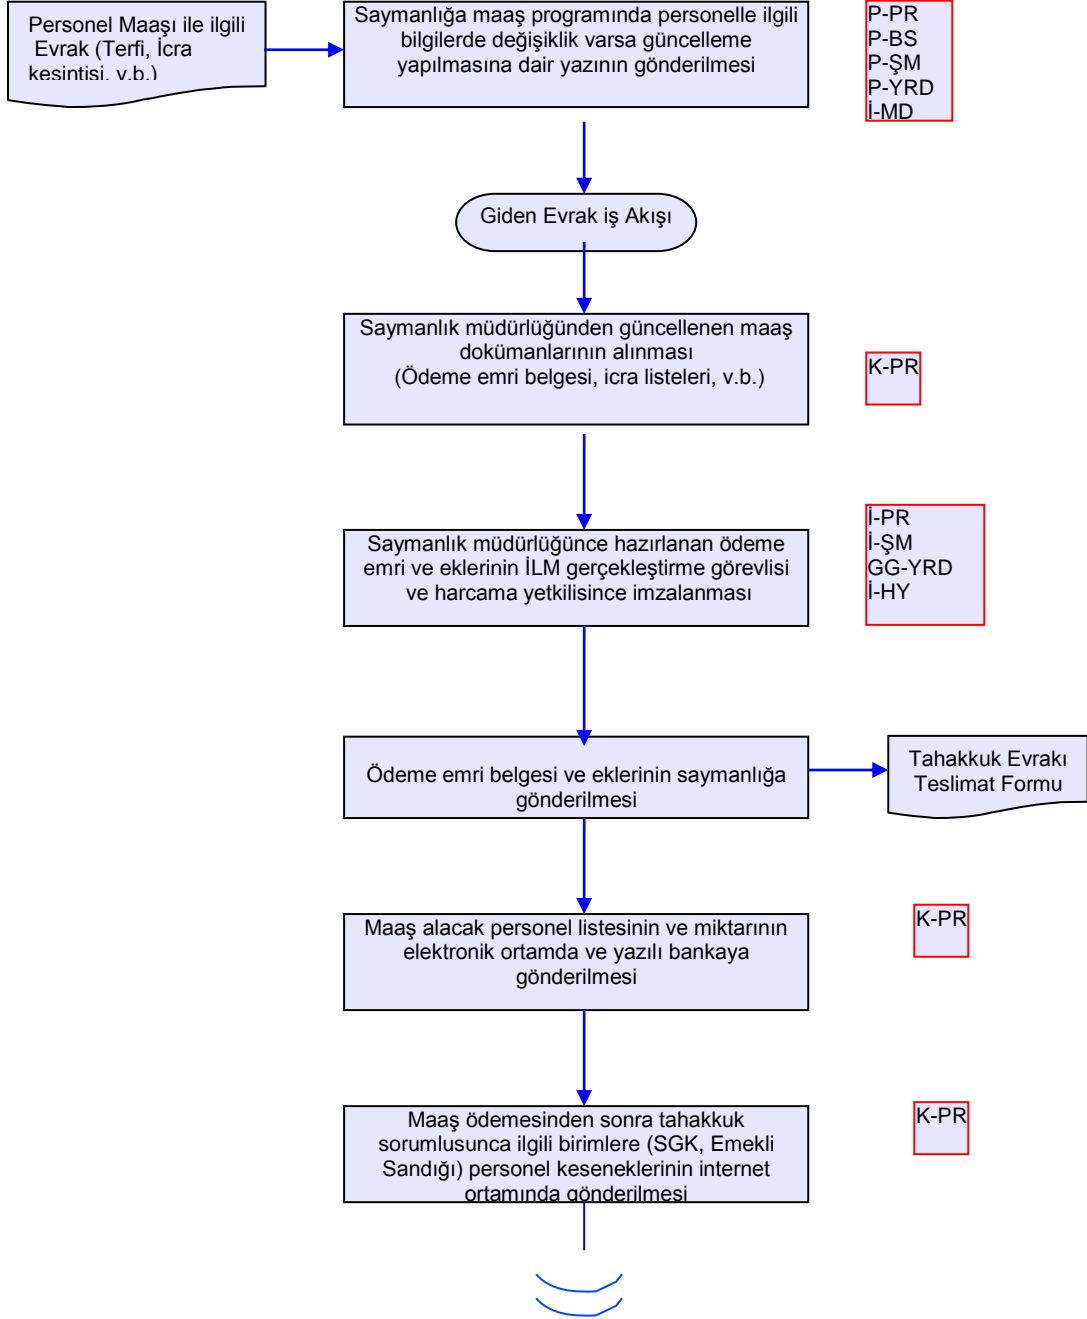 Personel Maaşı ile ilgili
Evrak (Terfi, İcra
kesintisi, v.b.)
Saymanlığa maaş programında personelle ilgili
bilgilerde değişiklik varsa güncelleme
yapılmasına dair yazının gönderilmesi
P-PR
P-BS
P-ŞM
P-YRD
İ-MD
Giden Evrak iş Akışı
Saymanlık müdürlüğünden güncellenen maaş
dokümanlarının alınması
(Ödeme emri belgesi, icra listeleri, v.b.)
K-PR
Saymanlık müdürlüğünce hazırlanan ödeme
emri ve eklerinin İLM gerçekleştirme görevlisi
ve harcama yetkilisince imzalanması
İ-PR
İ-ŞM
GG-YRD
İ-HY
Ödeme emri belgesi ve eklerinin saymanlığa
gönderilmesi
Tahakkuk Evrakı
Teslimat Formu
Maaş alacak personel listesinin ve miktarının
elektronik ortamda ve yazılı bankaya
gönderilmesi
K-PR
Maaş ödemesinden sonra tahakkuk
sorumlusunca ilgili birimlere (SGK, Emekli
Sandığı) personel keseneklerinin internet
ortamında gönderilmesi
K-PR